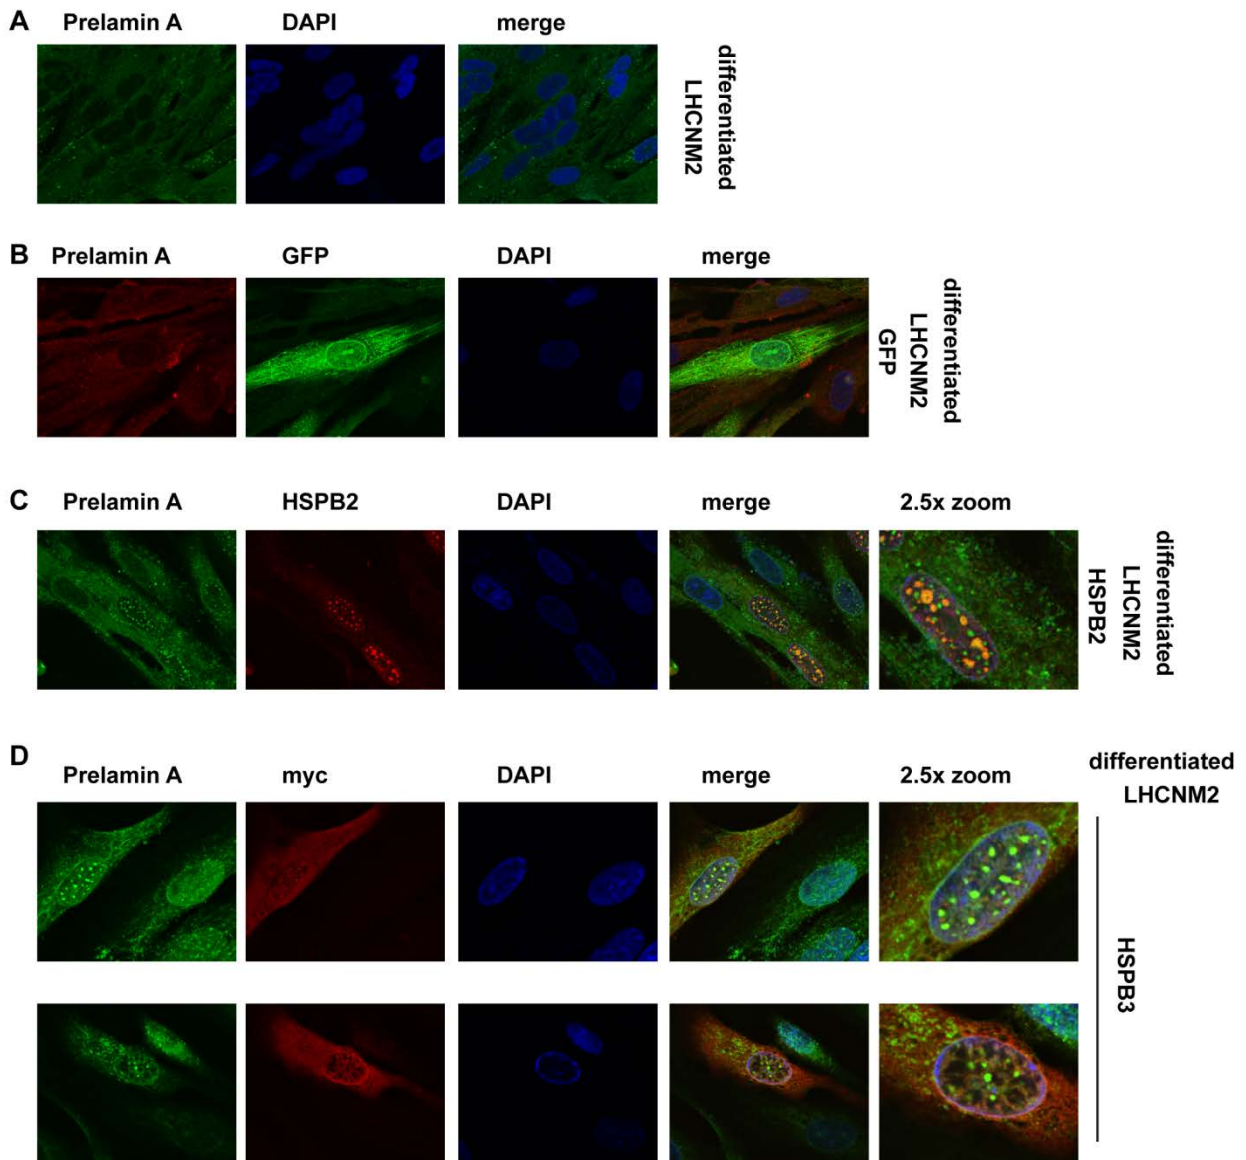 A
Prelamin A DAPI merge
differentiated
LHCNM2
B
Prelamin A GFP DAPI merge
differentiated
LHCNM2
GFP
C
Prelamin A HSPB2 DAPI merge 2.5x zoom
differentiated
LHCNM2
HSPB2
D
Prelamin A myc DAPI merge 2.5x zoom
differentiated
LHCNM2
HSPB3